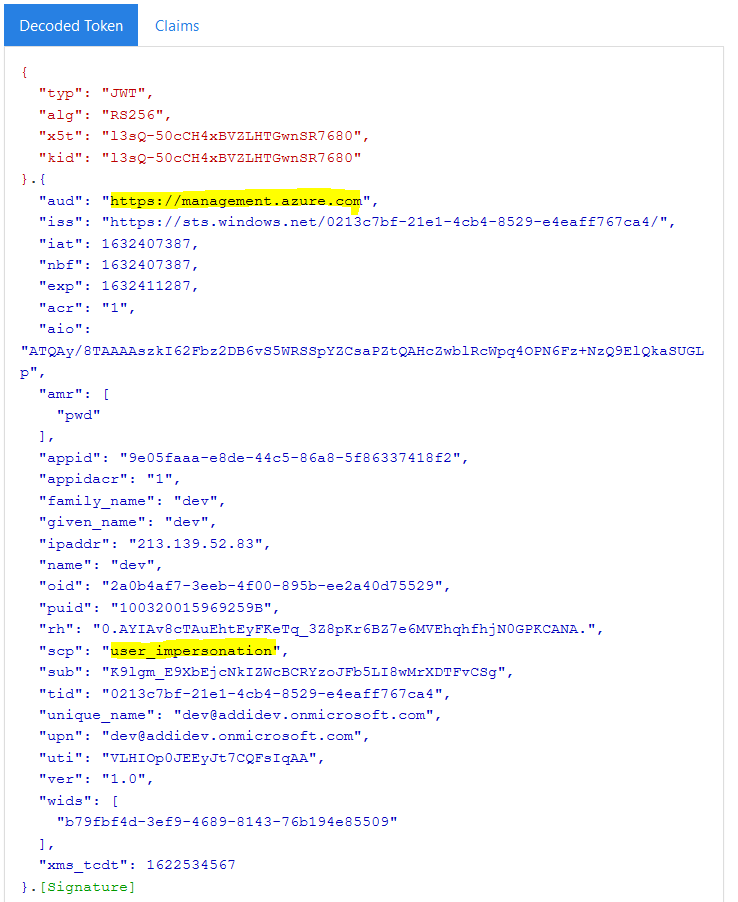 Decoded Token
Claims
{
"typ": "JWT",
"alg": "RS256",
"x5t": "l3sQ-50cCH4xBVZLHTGwnSR7680",
"kid": "l3sQ-50cCH4xBVZLHTGwnSR7680"
}.{
"aud": "https://management.azure.com",
"iss": "https://sts.windows.net/0213c7bf-21e1-4cb4-8529-e4eaff767ca4/",
"iat": 1632407387,
"nbf": 1632407387,
"exp": 1632411287,
"acr": "1",
"aio":
"ATQAy/8TAAAAszkI62Fbz2DB6vS5WRSSpYZCsaPZtQAHcZwblRcWpq4OPN6Fz+NzQ9ElQkaSUGL
p",
"amr": [
"pwd"
],
"appid": "9e05faaa-e8de-44c5-86a8-5f86337418f2",
"appidacr": "1",
"family_name": "dev",
"given_name": "dev",
"ipaddr": "213.139.52.83",
"name": "dev",
"oid": "2a0b4af7-3eeb-4f00-895b-ee2a40d75529",
"puid": "100320015969259B",
"rh": "0.AYIAv8cTAuEhtEyFKeTq_3Z8pKr6BZ7e6MVEhqhfhjN0GPKCANA.",
"scp": "user_impersonation",
"sub": "K9lgm_E9XbEjcNkIZWcBCRYzoJFb5LI8wMrXDTFvCSg",
"tid": "0213c7bf-21e1-4cb4-8529-e4eaff767ca4",
"unique_name": "dev@addidev.onmicrosoft.com",
"upn": "dev@addidev.onmicrosoft.com",
"uti": "VLHIOp0JEEyJt7CQFsIqAA",
"ver": "1.0",
"wids": [
"b79fbf4d-3ef9-4689-8143-76b194e85509"
],
"xms_tcdt": 1622534567
}.[Signature]